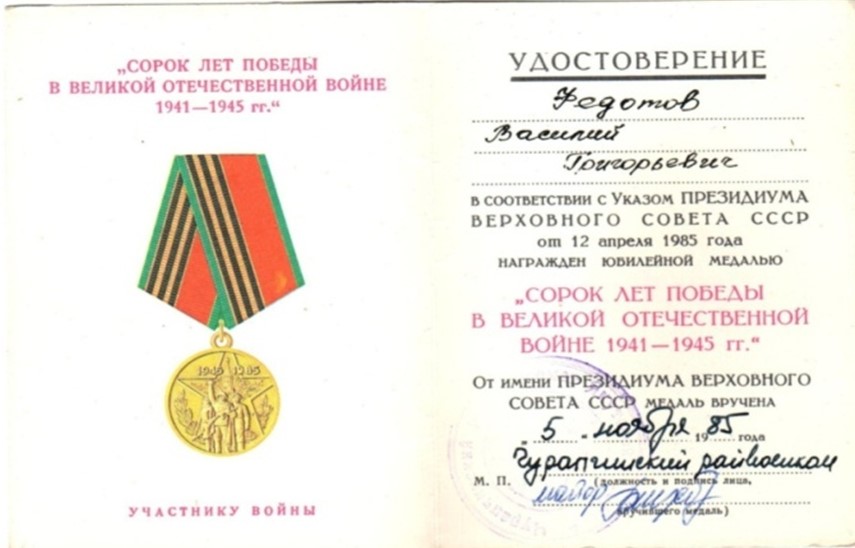 „СОРОК ЛЕТ ПОБЕДЫ
В ВЕЛИКОЙ ОТЕЧЕСТВЕННОЙ ВОЙНЕ
1941—1945 гг.“
1945 1985
УЧАСТНИКУ ВОЙНЫ
УДОСТОВЕРЕНИЕ
Федотов
Василий
Григорьевич
В СООТВЕТСТВИИ С УКАЗОМ ПРЕЗИДИУМА
ВЕРХОВНОГО СОВЕТА СССР
от 12 апреля 1985 года
НАГРАЖДЕН ЮБИЛЕЙНОЙ МЕДАЛЬЮ
„СОРОК ЛЕТ ПОБЕДЫ
В ВЕЛИКОЙ ОТЕЧЕСТВЕННОЙ
ВОЙНЕ 1941—1945 гг.“
ОТ ИМЕНИ ПРЕЗИДИУМА ВЕРХОВНОГО
СОВЕТА СССР МЕДАЛЬ ВРУЧЕНА
„5“ ноября 1985 года
Чурапчинский райвоенком
М. П. (должность и подпись лица,
майор
вручившего медаль)